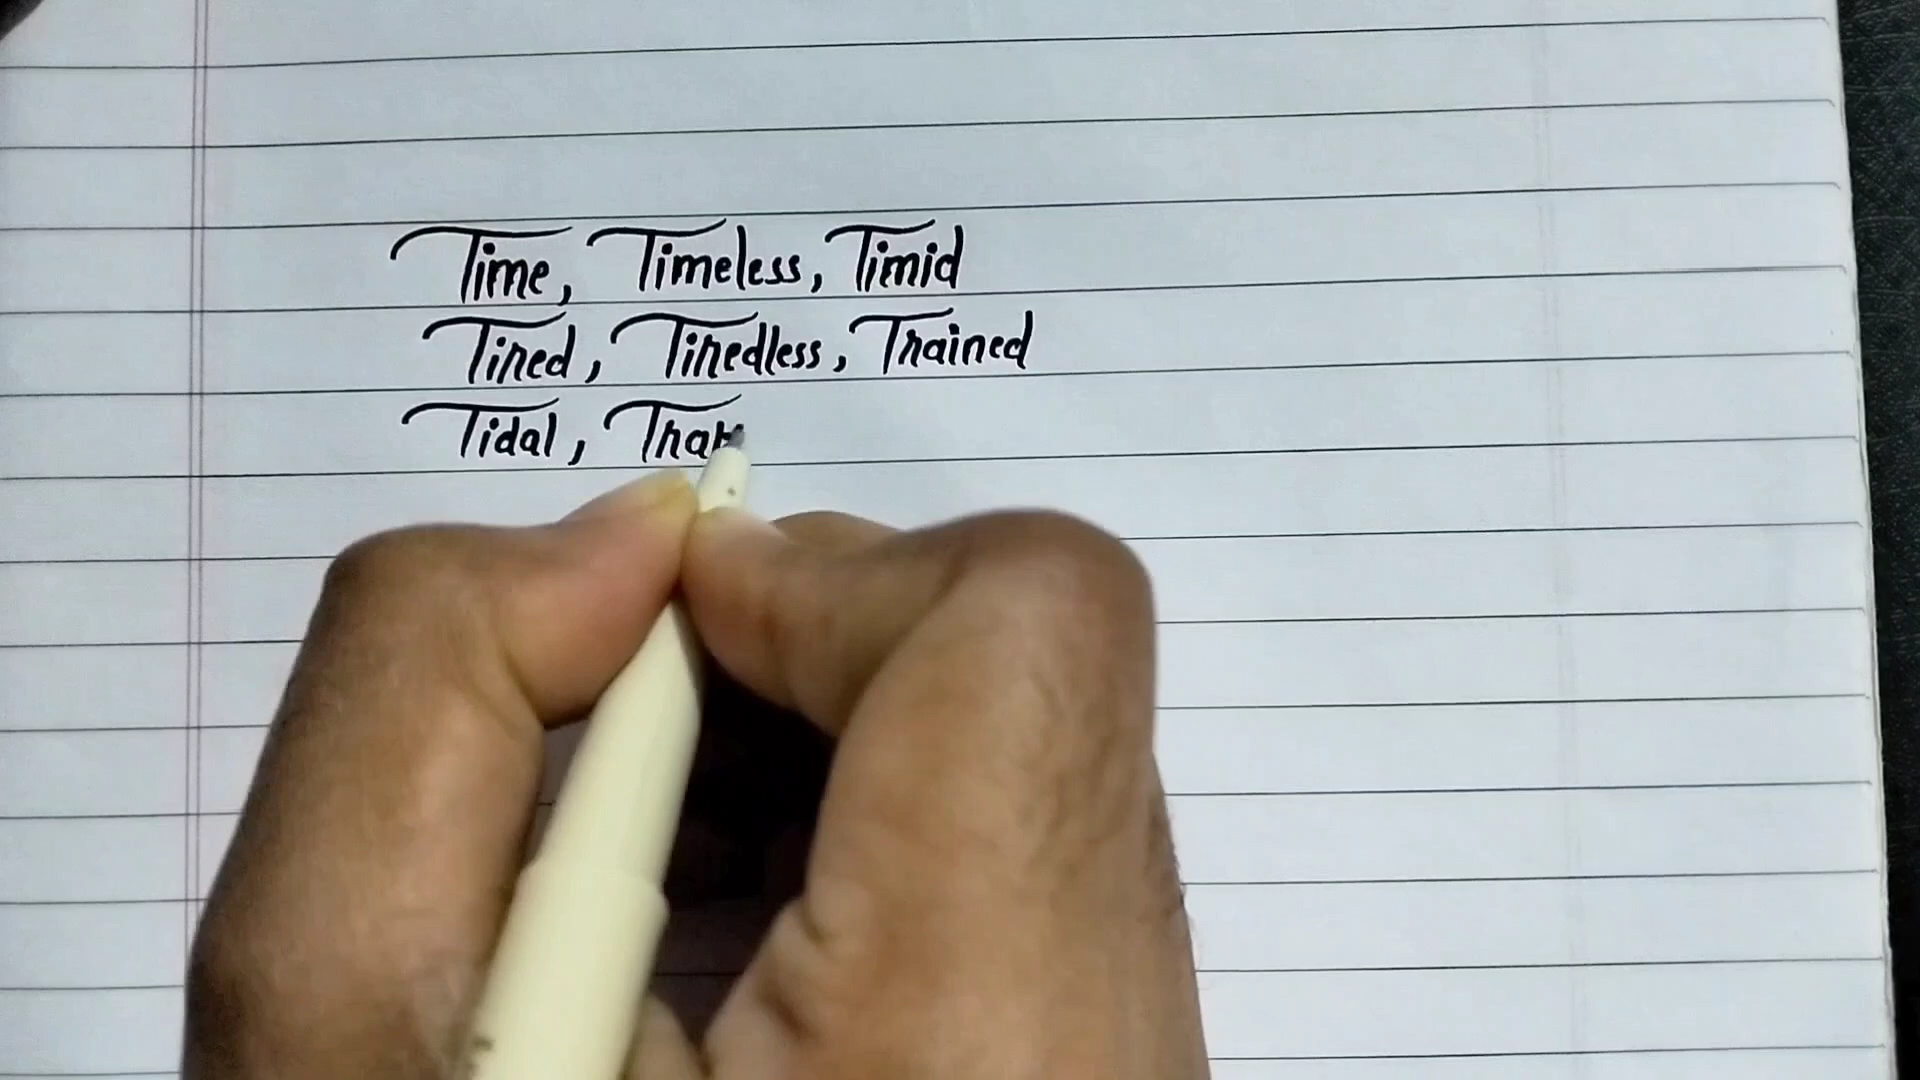 Time, Timeless, Timid
Tired, Tiredless, Trained
Tidal,